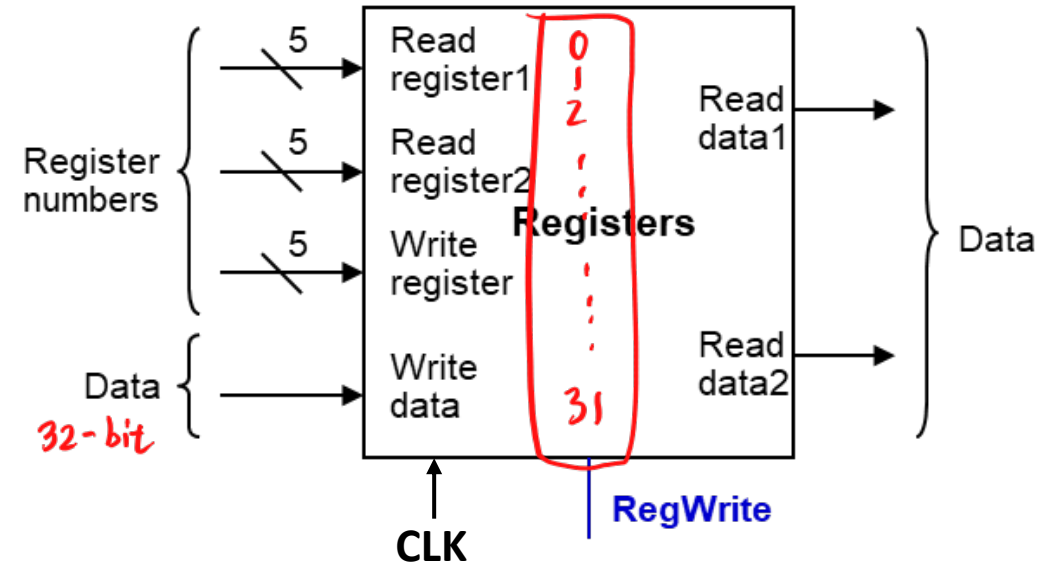 5
Read
register1
5
Read
register2
5
Write
register
Register
numbers
Data
32-bit
Write
data
0
1
2
31
Registers
Read
data1
Read
data2
Data
CLK
RegWrite